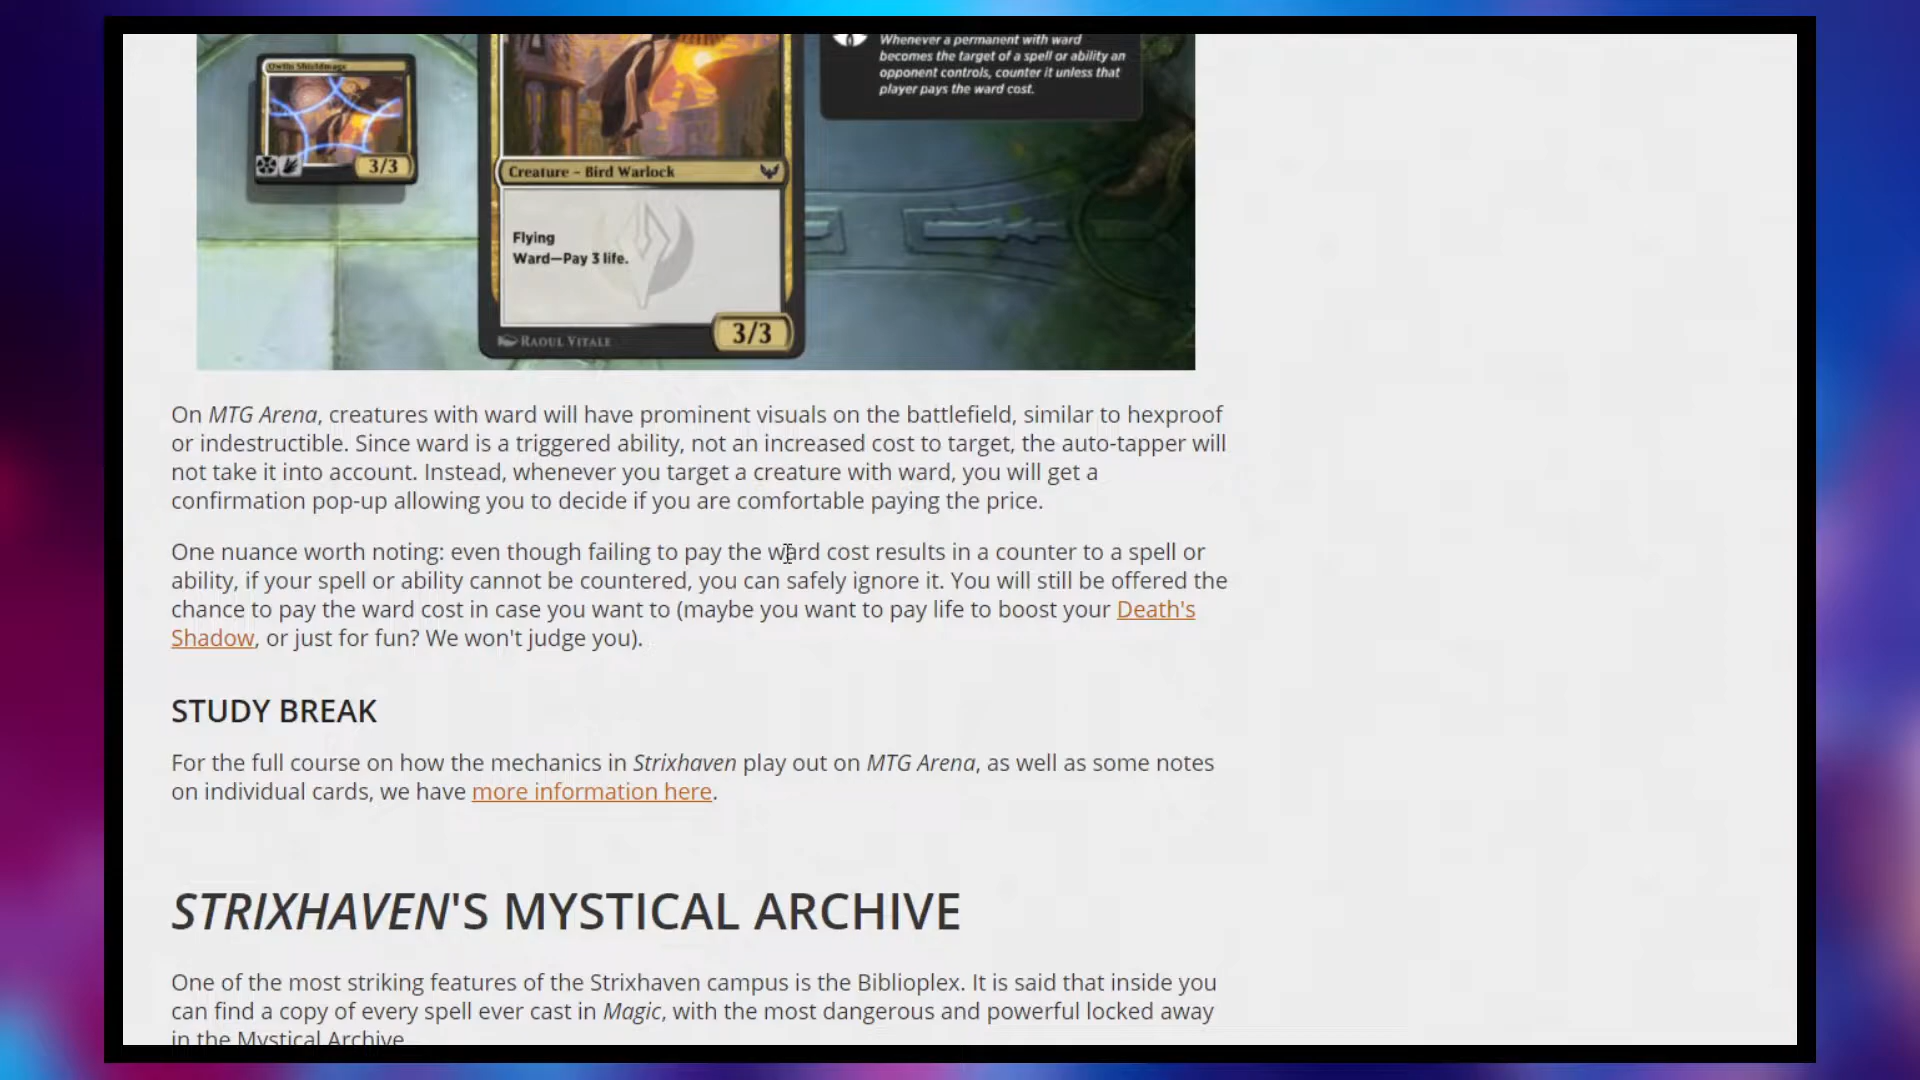 Owlin Shieldmage
3/3
Whenever a permanent with ward
becomes the target of a spell or ability an
opponent controls, counter it unless that
player pays the ward cost.
Creature – Bird Warlock
Flying
Ward—Pay 3 life.
3/3
RAOUL VITALE
On MTG Arena, creatures with ward will have prominent visuals on the battlefield, similar to hexproof
or indestructible. Since ward is a triggered ability, not an increased cost to target, the auto-tapper will
not take it into account. Instead, whenever you target a creature with ward, you will get a
confirmation pop-up allowing you to decide if you are comfortable paying the price.
One nuance worth noting: even though failing to pay the ward cost results in a counter to a spell or
ability, if your spell or ability cannot be countered, you can safely ignore it. You will still be offered the
chance to pay the ward cost in case you want to (maybe you want to pay life to boost your Death's
Shadow, or just for fun? We won't judge you).
STUDY BREAK
For the full course on how the mechanics in Strixhaven play out on MTG Arena, as well as some notes
on individual cards, we have more information here.
STRIXHAVEN'S MYSTICAL ARCHIVE
One of the most striking features of the Strixhaven campus is the Biblioplex. It is said that inside you
can find a copy of every spell ever cast in Magic, with the most dangerous and powerful locked away
in the Mystical Archive